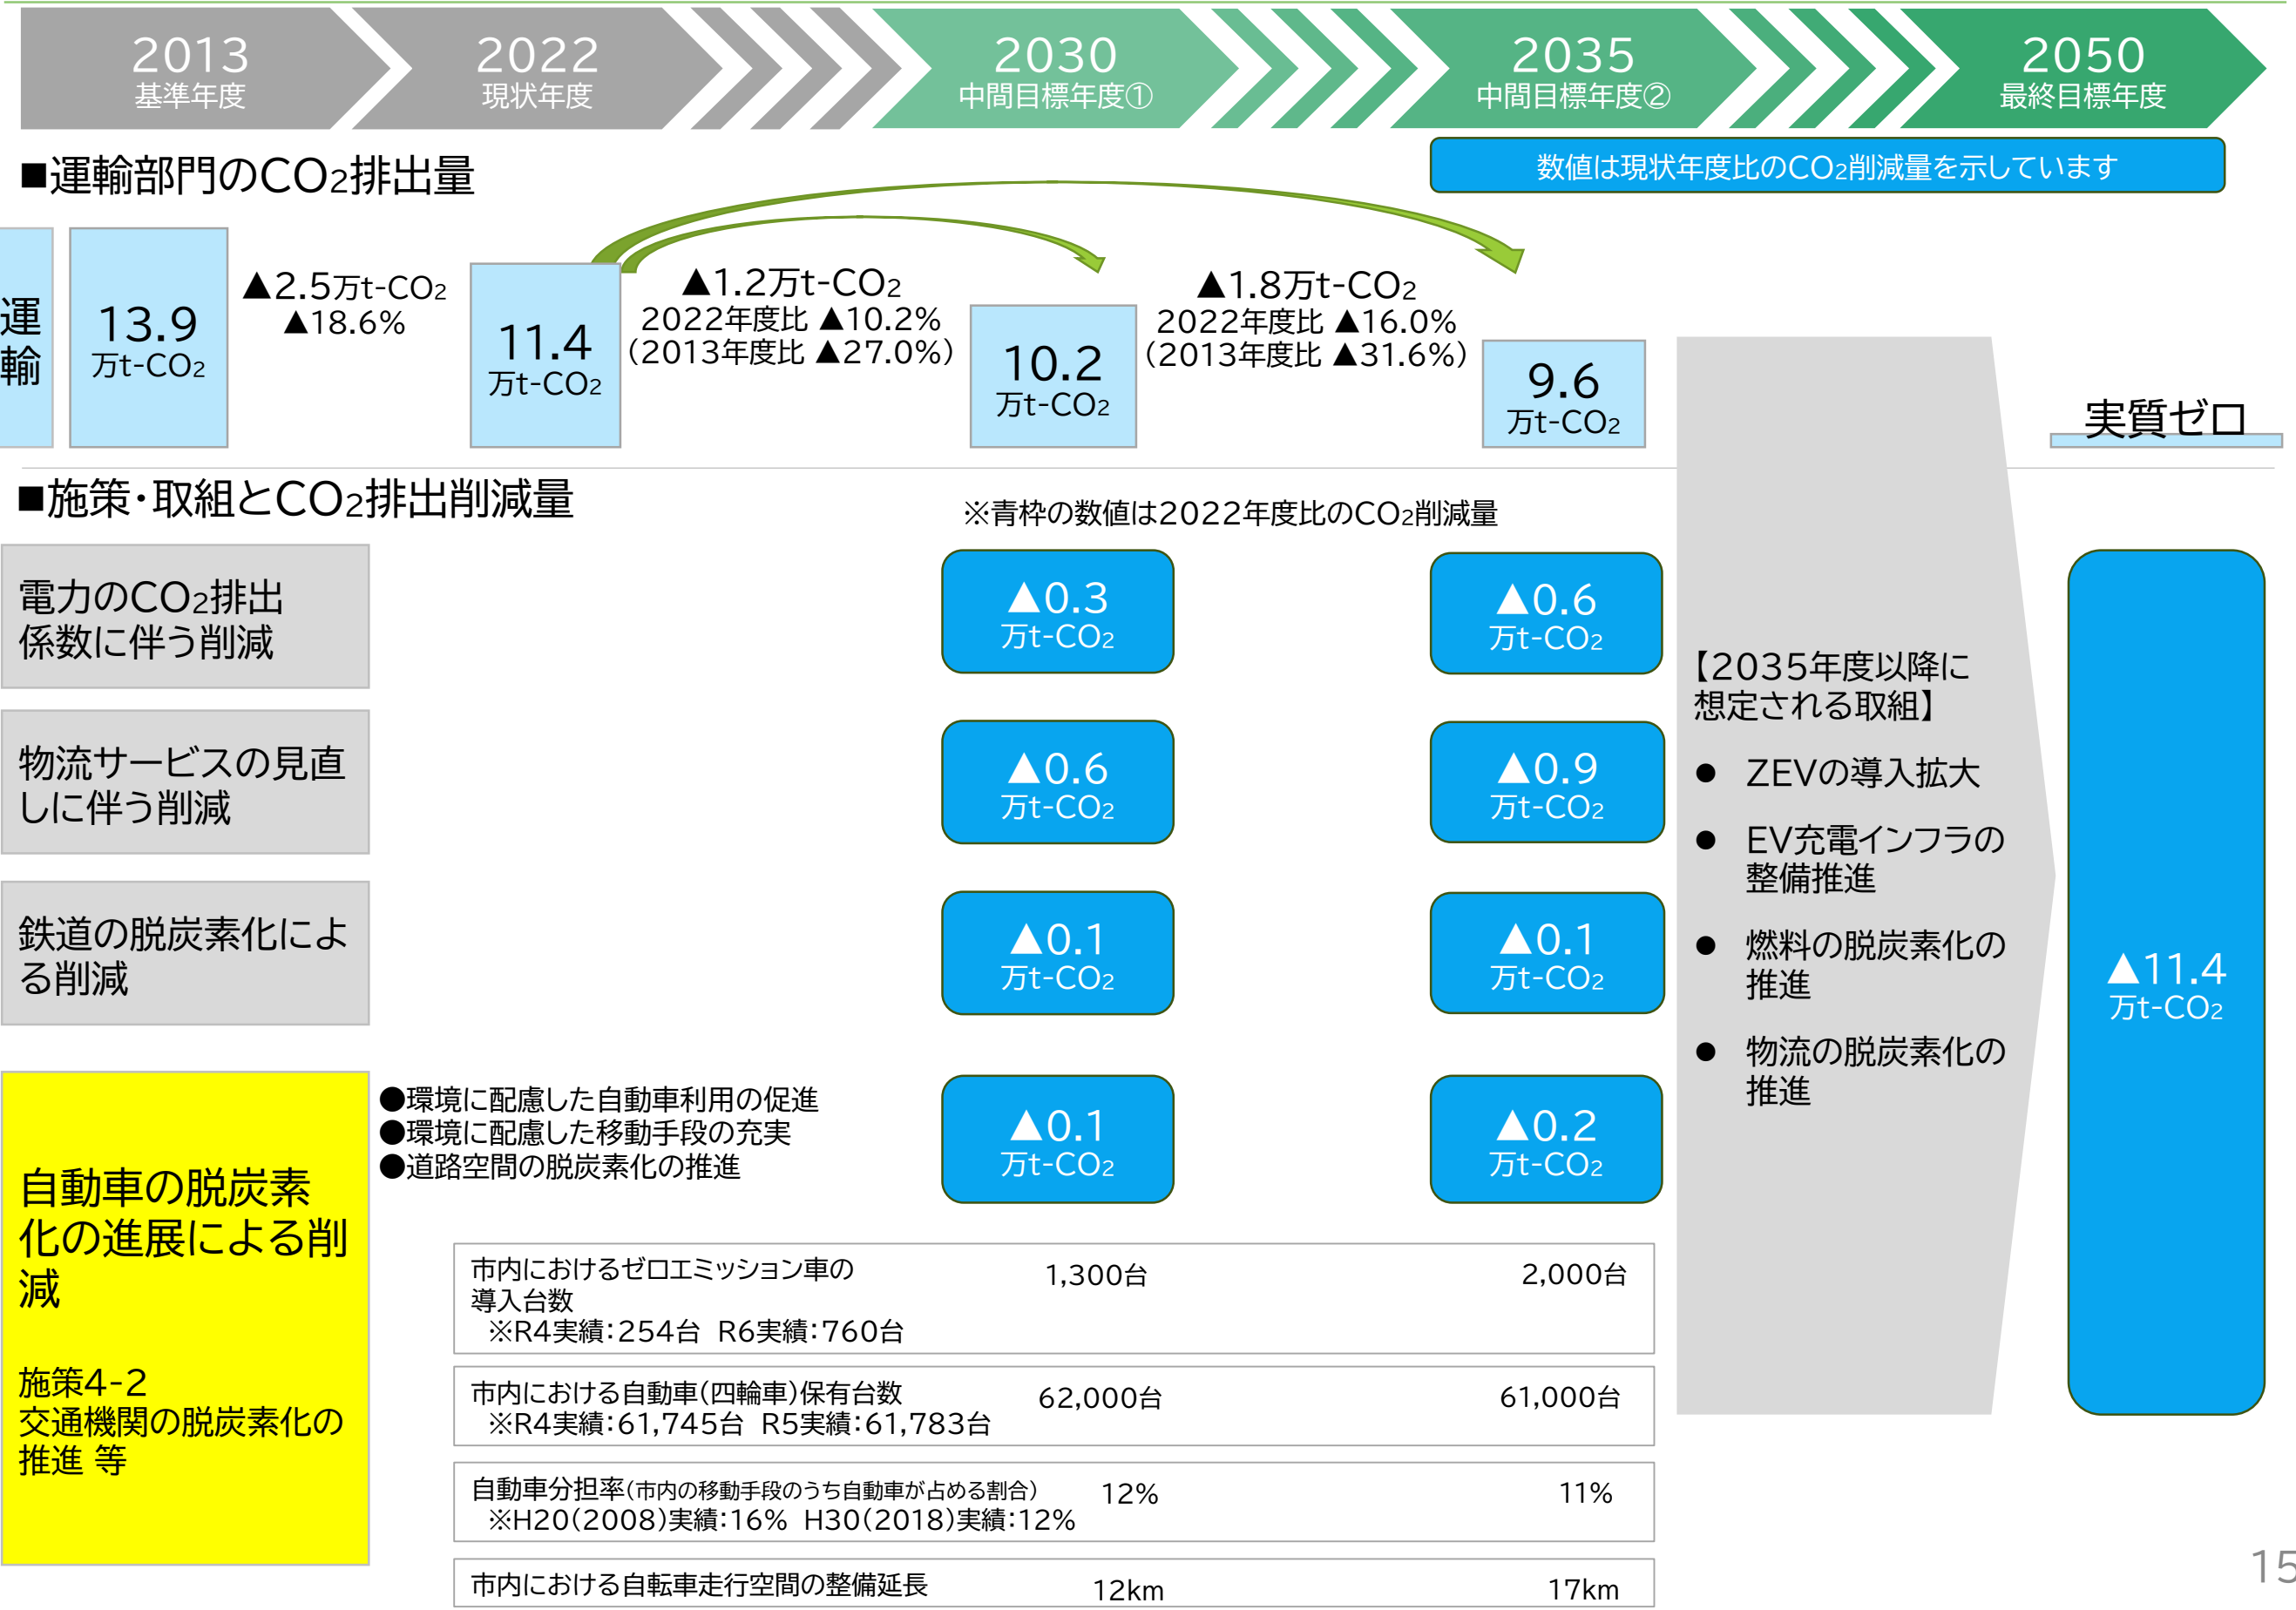 2013
基準年度
2022
現状年度
2030
中間目標年度①
2035
中間目標年度②
2050
最終目標年度
■運輸部門のCO2排出量
数値は現状年度比のCO2削減量を示しています
運
輸
13.9
万t-CO2
▲2.5万t-CO2
▲18.6%
11.4
万t-CO2
▲1.2万t-CO2
2022年度比 ▲10.2%
(2013年度比 ▲27.0%)
10.2
万t-CO2
▲1.8万t-CO2
2022年度比 ▲16.0%
(2013年度比 ▲31.6%)
9.6
万t-CO2
実質ゼロ
■施策・取組とCO2排出削減量
※青枠の数値は2022年度比のCO2削減量
電力のCO2排出
係数に伴う削減
▲0.3
万t-CO2
▲0.6
万t-CO2
物流サービスの見直
しに伴う削減
▲0.6
万t-CO2
▲0.9
万t-CO2
鉄道の脱炭素化によ
る削減
▲0.1
万t-CO2
▲0.1
万t-CO2
自動車の脱炭素
化の進展による削
減
施策4-2
交通機関の脱炭素化の
推進 等
●環境に配慮した自動車利用の促進
●環境に配慮した移動手段の充実
●道路空間の脱炭素化の推進
▲0.1
万t-CO2
▲0.2
万t-CO2
市内におけるゼロエミッション車の
導入台数
※R4実績:254台 R6実績:760台
1,300台
2,000台
市内における自動車(四輪車)保有台数
※R4実績:61,745台 R5実績:61,783台
62,000台
61,000台
自動車分担率(市内の移動手段のうち自動車が占める割合)
※H20(2008)実績:16% H30(2018)実績:12%
12%
11%
市内における自転車走行空間の整備延長
12km
17km
【2035年度以降に
想定される取組】
● ZEVの導入拡大
● EV充電インフラの
整備推進
● 燃料の脱炭素化の
推進
● 物流の脱炭素化の
推進
▲11.4
万t-CO2
15